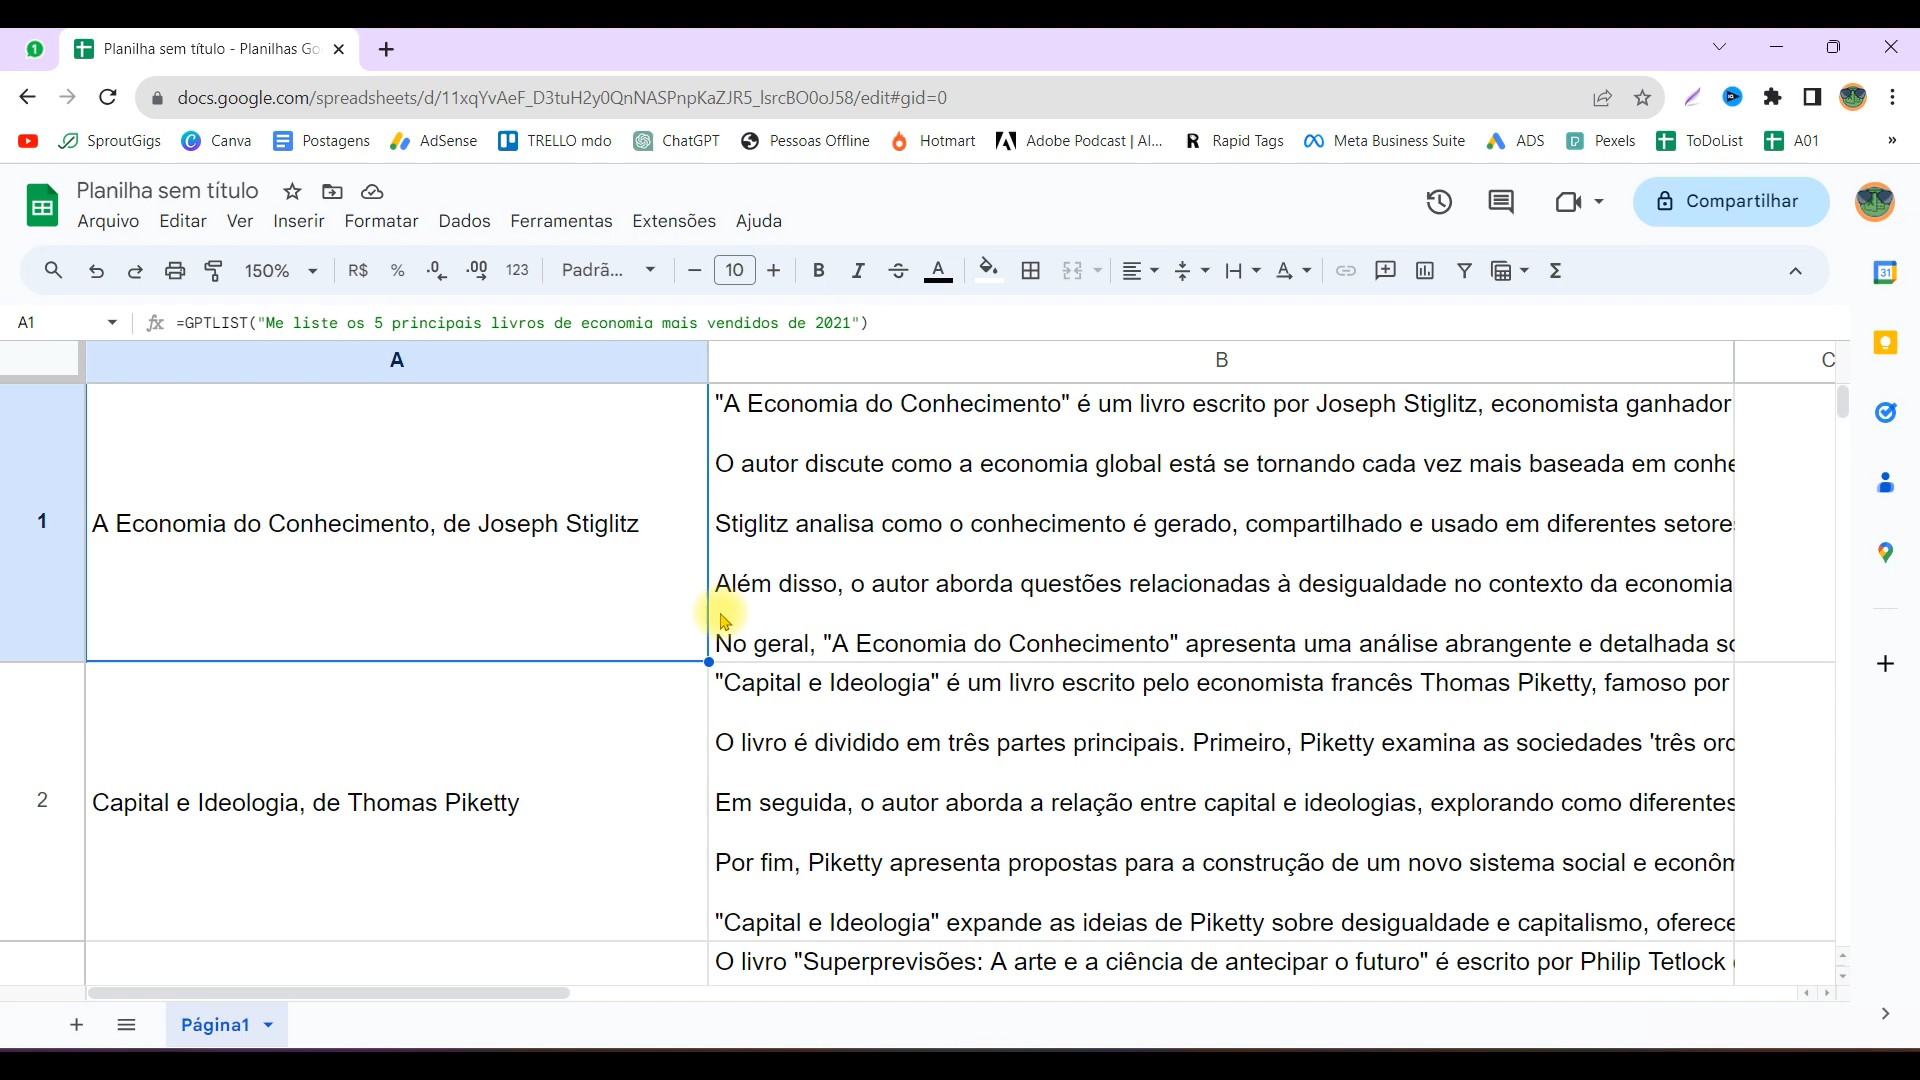 1 Planilha sem título - Planilhas Go
docs.google.com/spreadsheets/d/11xqYvAeF_D3tuH2y0QnNASPnpKaZJR5_lsrcBO0oJ58/edit#gid=0
SproutGigs Canva Postagens AdSense TRELLO mdo ChatGPT Pessoas Offline Hotmart Adobe Podcast | AI... Rapid Tags Meta Business Suite ADS Pexels ToDoList A01 »
Planilha sem título
Compartilhar
Arquivo Editar Ver Inserir Formatar Dados Ferramentas Extensões Ajuda
150% R$ % .0 .00 123 Padrã... 10 B I S A Σ
31
A1 fx =GPTLIST("Me liste os 5 principais livros de economia mais vendidos de 2021")
A B C
1
A Economia do Conhecimento, de Joseph Stiglitz
"A Economia do Conhecimento" é um livro escrito por Joseph Stiglitz, economista ganhador
O autor discute como a economia global está se tornando cada vez mais baseada em conhe
Stiglitz analisa como o conhecimento é gerado, compartilhado e usado em diferentes setore
Além disso, o autor aborda questões relacionadas à desigualdade no contexto da economia
No geral, "A Economia do Conhecimento" apresenta uma análise abrangente e detalhada so
2
Capital e Ideologia, de Thomas Piketty
"Capital e Ideologia" é um livro escrito pelo economista francês Thomas Piketty, famoso por
O livro é dividido em três partes principais. Primeiro, Piketty examina as sociedades 'três orc
Em seguida, o autor aborda a relação entre capital e ideologias, explorando como diferentes
Por fim, Piketty apresenta propostas para a construção de um novo sistema social e econôm
"Capital e Ideologia" expande as ideias de Piketty sobre desigualdade e capitalismo, oferece
O livro "Superprevisões: A arte e a ciência de antecipar o futuro" é escrito por Philip Tetlock
Página1